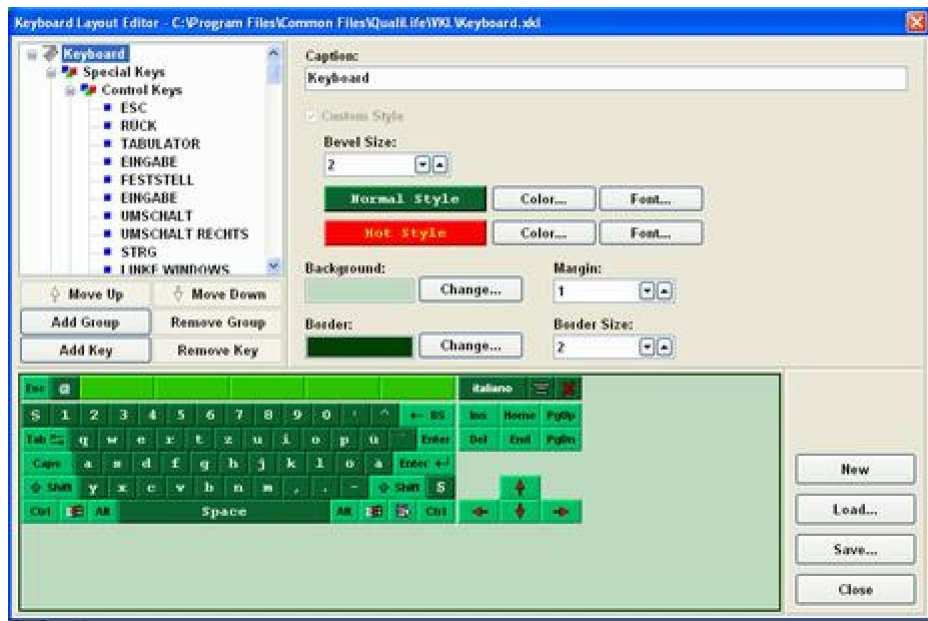 Keyboard Layout Editor - C:\Program Files\Common Files\QualiLife\VKL\Keyboard.xkl
Keyboard
Special Keys
Control Keys
ESC
RÜCK
TABULATOR
EINGABE
FESTSTELL
EINGABE
UMSCHALT
UMSCHALT RECHTS
STRG
LINKE WINDOWS
Move Up Move Down
Add Group Remove Group
Add Key Remove Key
Caption:
Keyboard
Custom Style
Bevel Size:
2
Normal Style Color... Font...
Hot Style Color... Font...
Background: Margin:
Change... 1
Border: Border Size:
Change... 2
Esc @ italiano
S 1 2 3 4 5 6 7 8 9 0 ' ^ ← BS Ins Home PgUp
Tab q w e r t z u i o p u Enter Del End PgDn
Caps a s d f g h j k l o a Enter
Shift y x c v b n m , . - Shift S
Ctrl Alt Space Alt Ctrl
New
Load...
Save...
Close